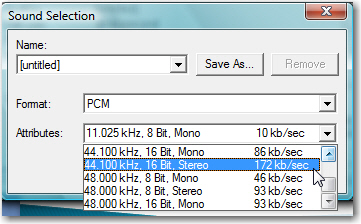 Sound Selection
Name:
[untitled]
Save As...
Remove
Format:
PCM
Attributes:
11.025 kHz, 8 Bit, Mono 10 kb/sec
44.100 kHz, 16 Bit, Mono 86 kb/sec
44.100 kHz, 16 Bit, Stereo 172 kb/sec
48.000 kHz, 8 Bit, Mono 46 kb/sec
48.000 kHz, 8 Bit, Stereo 93 kb/sec
48.000 kHz, 16 Bit, Mono 93 kb/sec